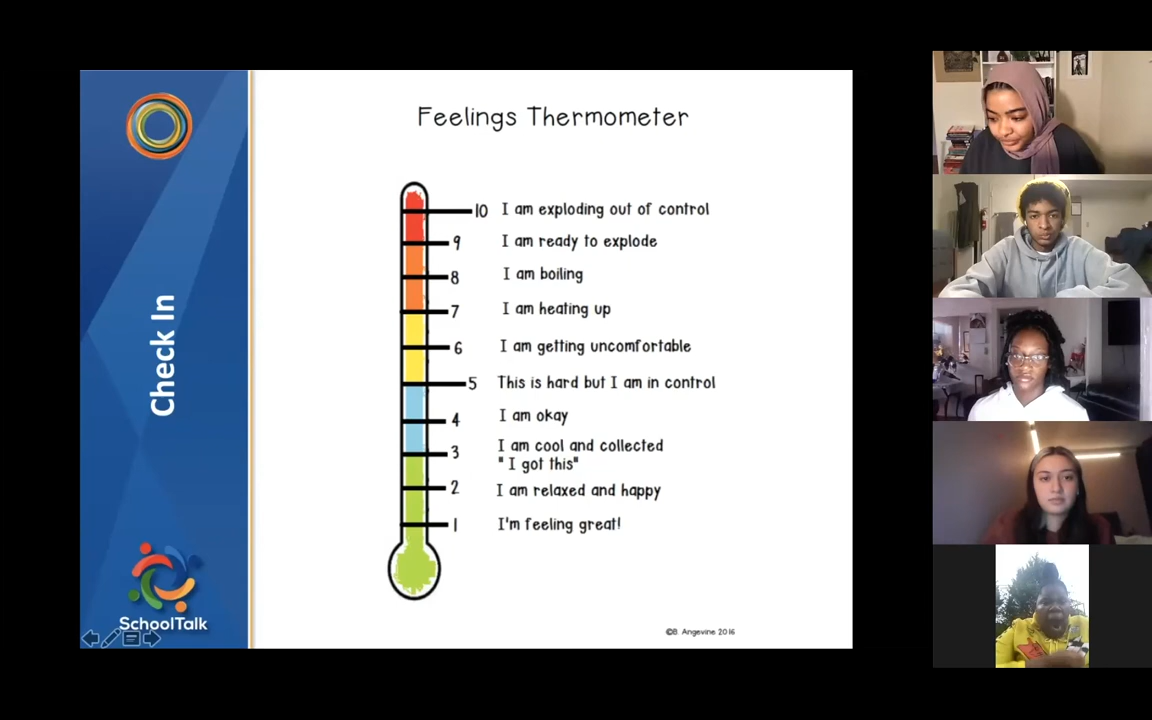 Feelings Thermometer
10 I am exploding out of control
9 I am ready to explode
8 I am boiling
7 I am heating up
6 I am getting uncomfortable
5 This is hard but I am in control
4 I am okay
3 I am cool and collected
" I got this"
2 I am relaxed and happy
1 I'm feeling great!
©B Angevine 2016
Check In
SchoolTalk